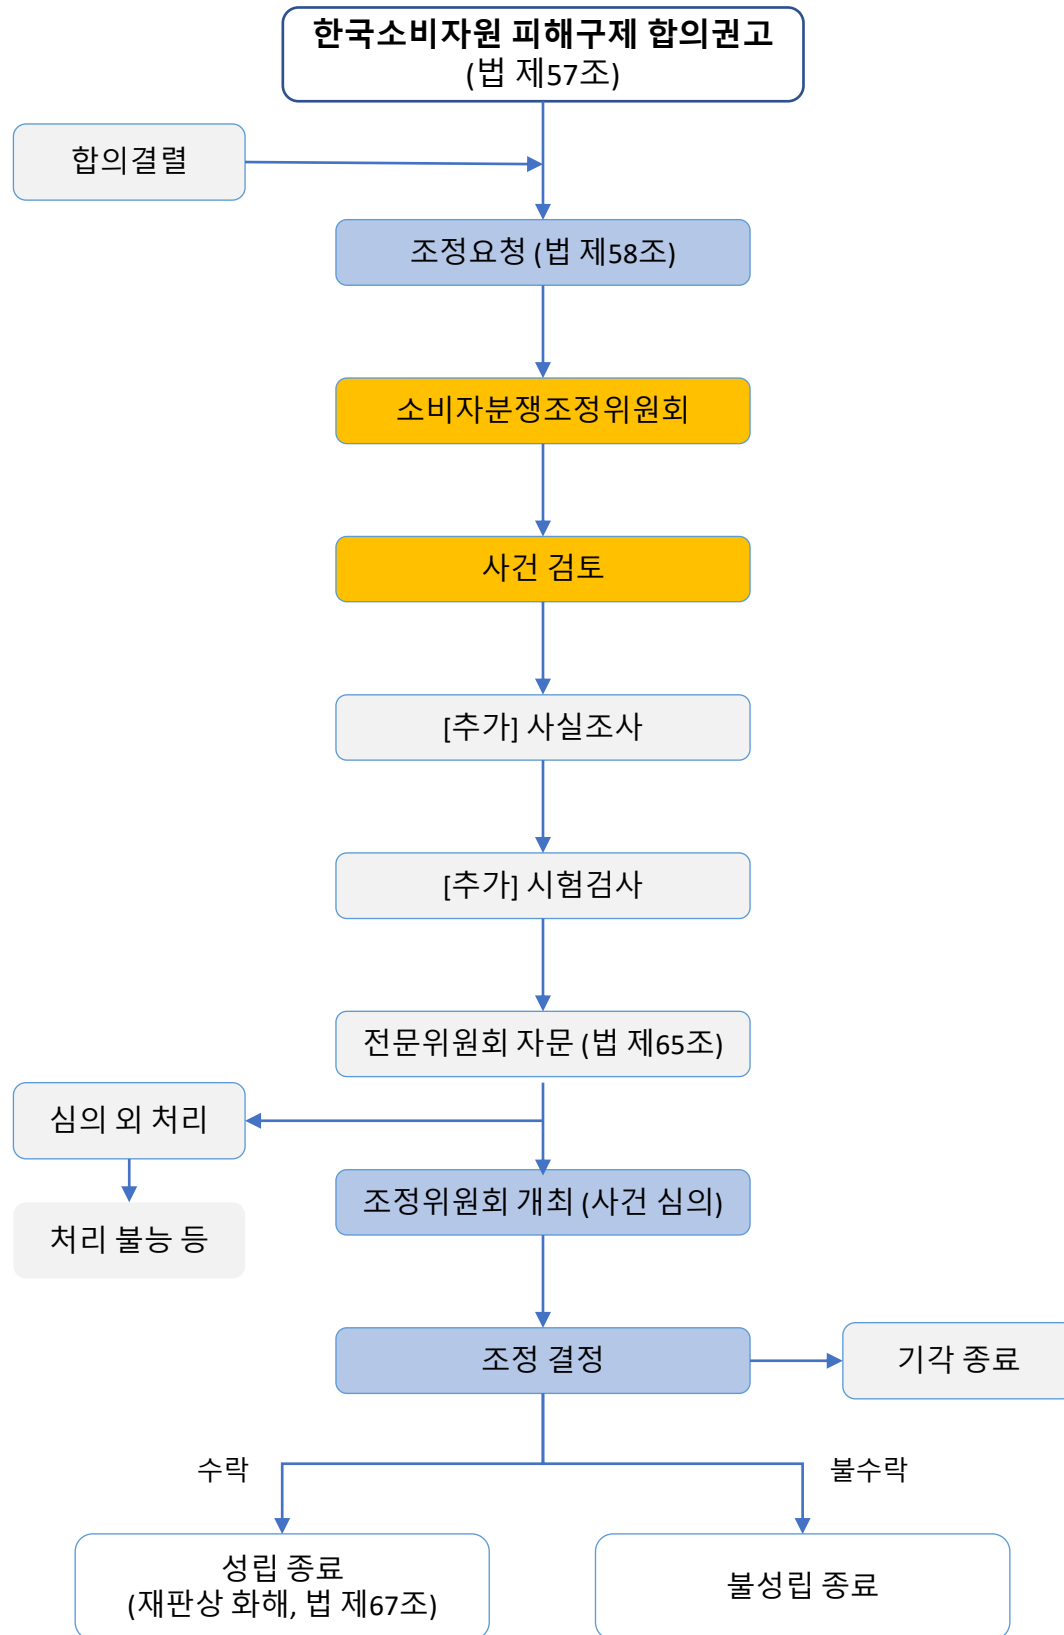 한국소비자원 피해구제 합의권고
(법 제57조)
합의결렬
조정요청 (법 제58조)
소비자분쟁조정위원회
사건 검토
[추가] 사실조사
[추가] 시험검사
전문위원회 자문 (법 제65조)
심의 외 처리
조정위원회 개최 (사건 심의)
처리 불능 등
조정 결정
기각 종료
수락
불수락
성립 종료
(재판상 화해, 법 제67조)
불성립 종료